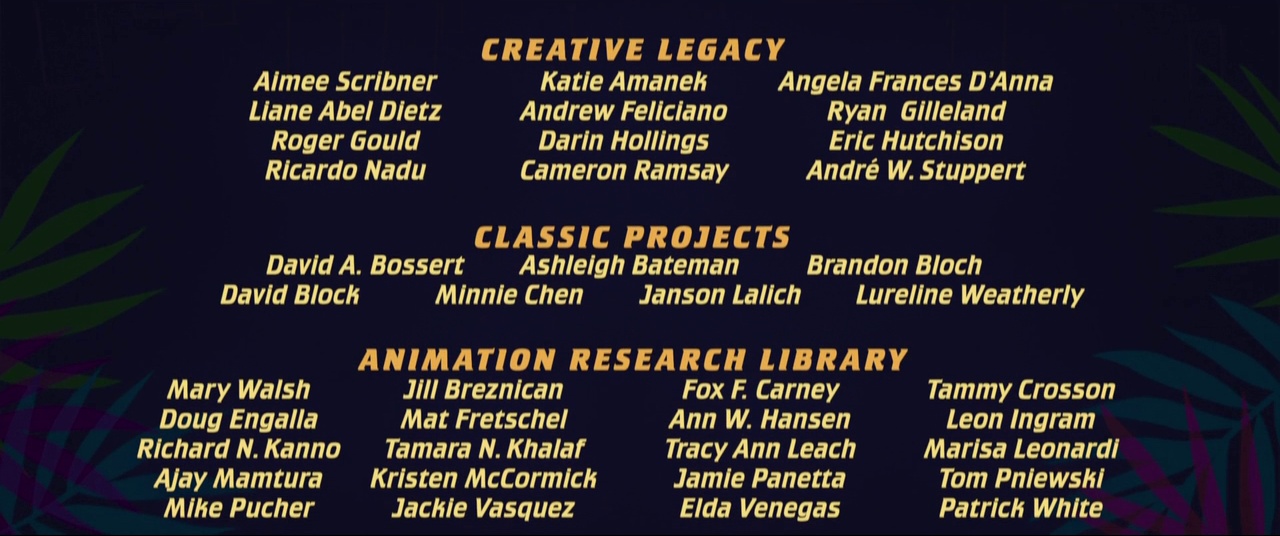 CREATIVE LEGACY
Aimee Scribner Katie Amanek Angela Frances D'Anna
Liane Abel Dietz Andrew Feliciano Ryan Gilleland
Roger Gould Darin Hollings Eric Hutchison
Ricardo Nadu Cameron Ramsay André W. Stuppert
CLASSIC PROJECTS
David A. Bossert Ashleigh Bateman Brandon Bloch
David Block Minnie Chen Janson Lalich Lureline Weatherly
ANIMATION RESEARCH LIBRARY
Mary Walsh Jill Breznican Fox F. Carney Tammy Crosson
Doug Engalla Mat Fretschel Ann W. Hansen Leon Ingram
Richard N. Kanno Tamara N. Khalaf Tracy Ann Leach Marisa Leonardi
Ajay Mamtura Kristen McCormick Jamie Panetta Tom Pniewski
Mike Pucher Jackie Vasquez Elda Venegas Patrick White